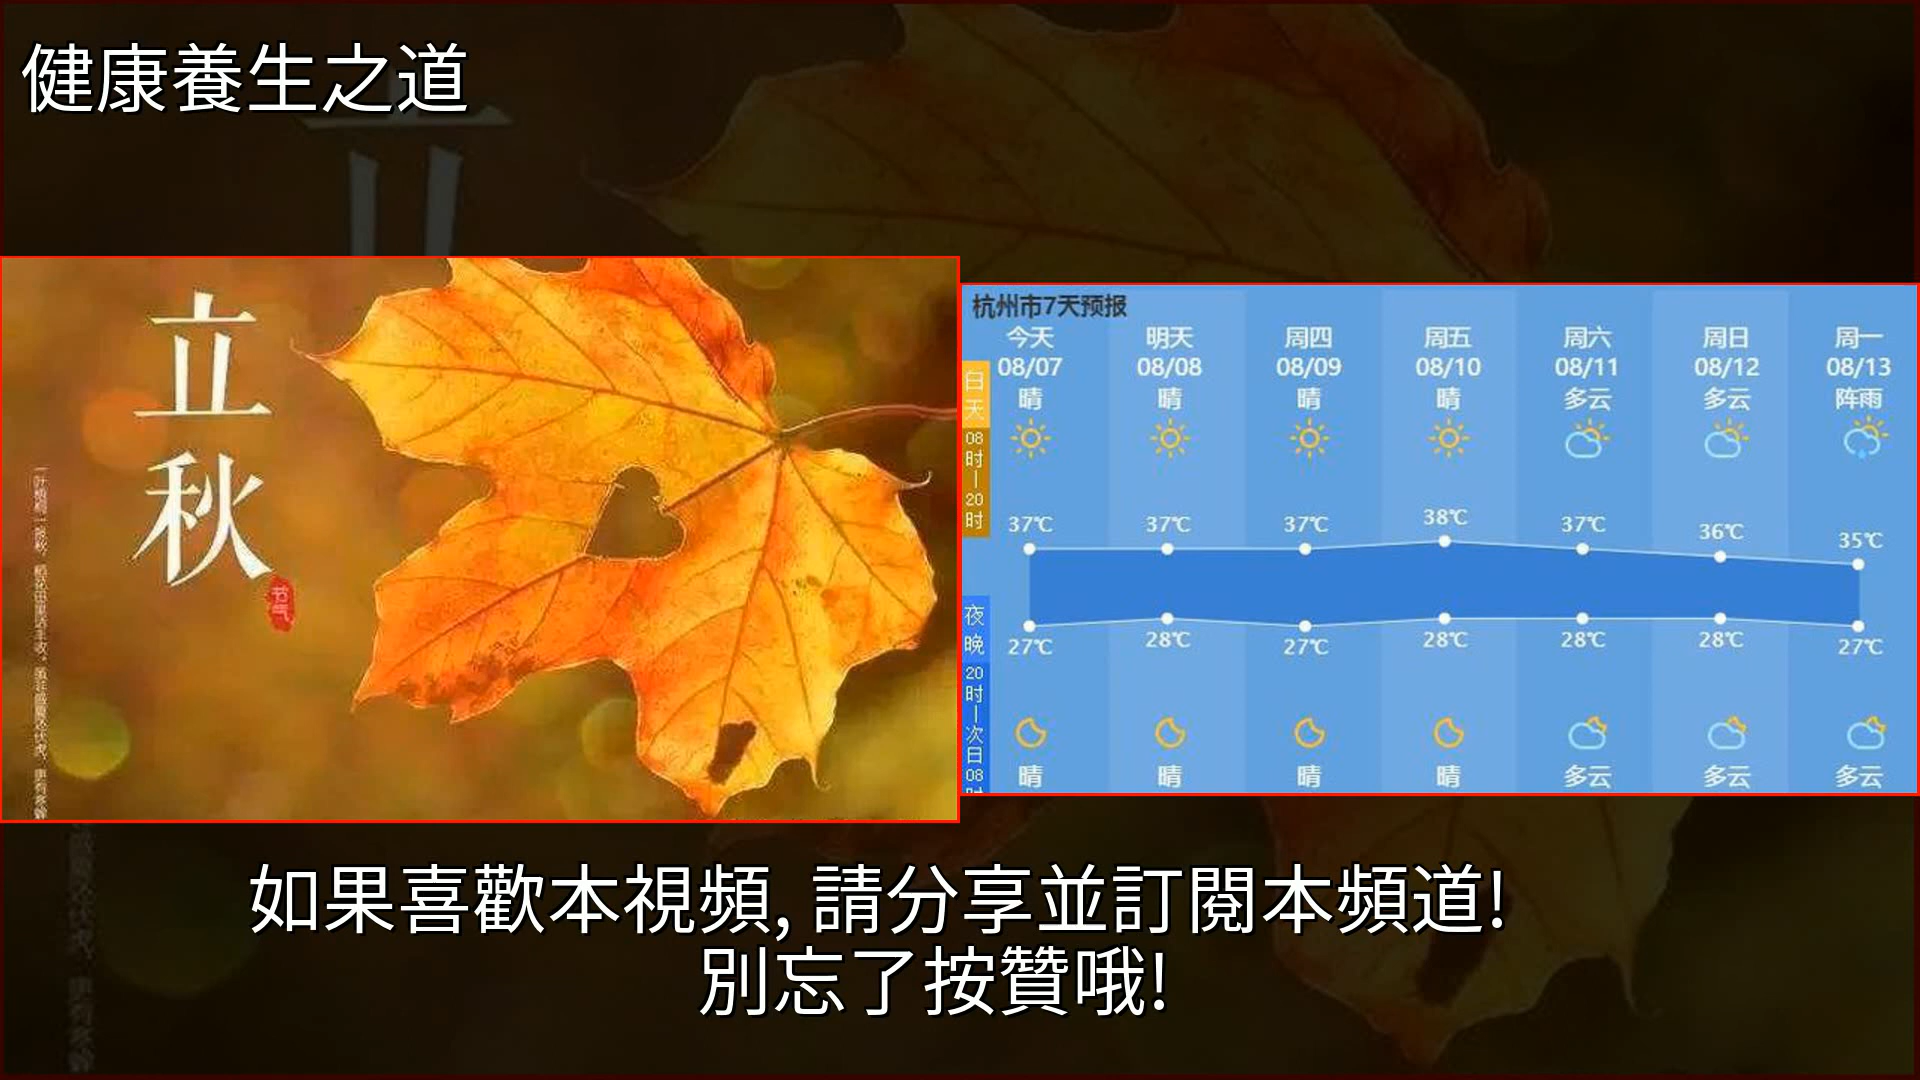 健康養生之道
立
秋
节
气
杭州市7天预报
今天 明天 周四 周五 周六 周日 周一
08/07 08/08 08/09 08/10 08/11 08/12 08/13
晴 晴 晴 晴 多云 多云 阵雨
白天
08时—20时
37℃ 37℃ 37℃ 38℃ 37℃ 36℃ 35℃
27℃ 28℃ 27℃ 28℃ 28℃ 28℃ 27℃
夜晚
20时—次日08时
晴 晴 晴 晴 多云 多云 多云
如果喜歡本視頻, 請分享並訂閱本頻道!
別忘了按贊哦!